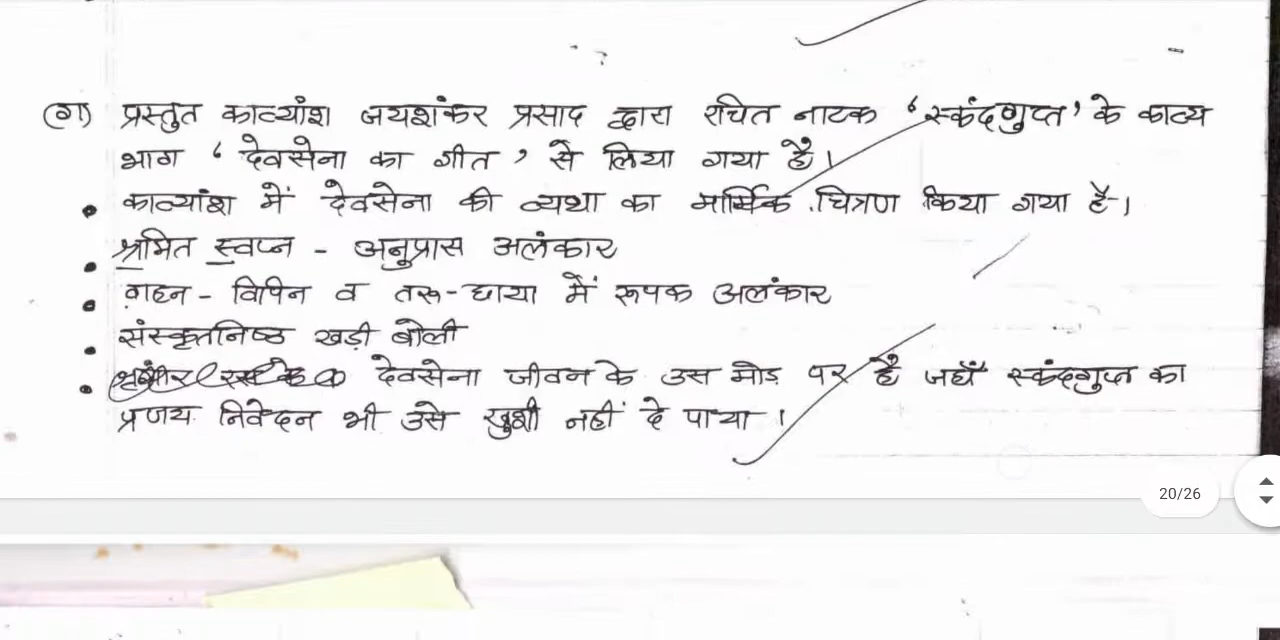 (ग) प्रस्तुत काव्यांश जयशंकर प्रसाद द्वारा रचित नाटक ‘स्कंदगुप्त’ के काव्य
भाग ‘देवसेना का गीत’ से लिया गया है।
• काव्यांश में देवसेना की व्यथा का मार्मिक चित्रण किया गया है।
• श्रमित स्वप्न - अनुप्रास अलंकार
• गहन - विपिन व तरू-छाया में रूपक अलंकार
• संस्कृतनिष्ठ खड़ी बोली
• देवसेना जीवन के उस मोड़ पर है जहाँ स्कंदगुप्त का
प्रणय निवेदन भी उसे खुशी नहीं दे पाया।
20/26